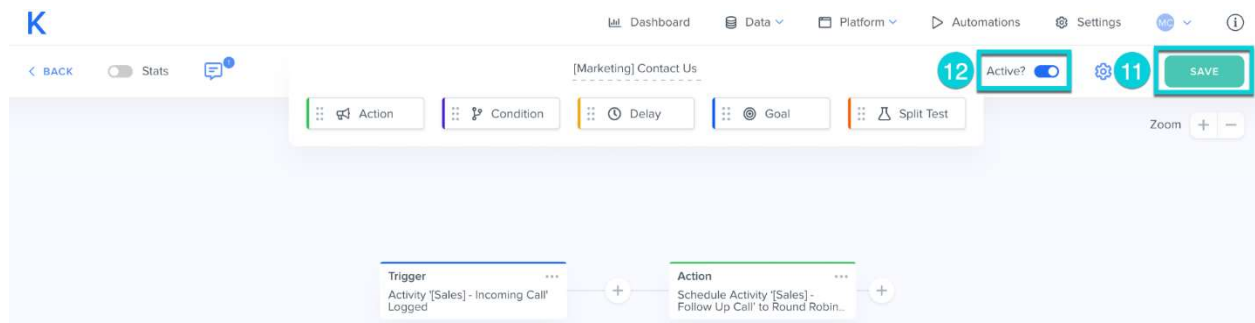 K Dashboard Data Platform Automations Settings MC i
< BACK Stats ! [Marketing] Contact Us 12 Active? 11 SAVE
Action Condition Delay Goal Split Test
Zoom + −
Trigger ...
Activity '[Sales] - Incoming Call'
Logged
+
Action ...
Schedule Activity '[Sales] -
Follow Up Call' to Round Robin...
+